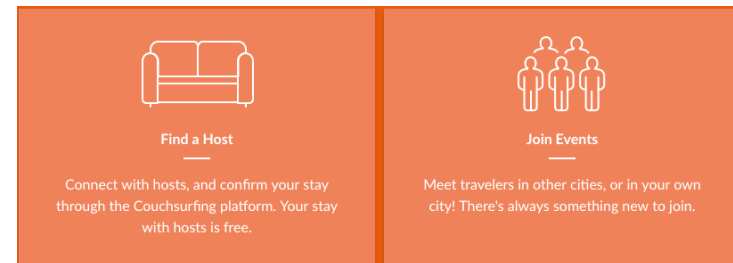 Find a Host
Connect with hosts, and confirm your stay
through the Couchsurfing platform. Your stay
with hosts is free.
Join Events
Meet travelers in other cities, or in your own
city! There's always something new to join.